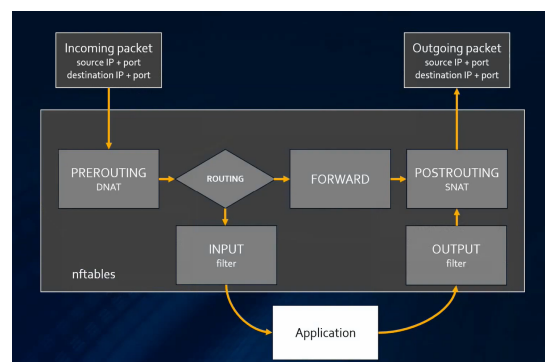 Incoming packet
source IP + port
destination IP + port
Outgoing packet
source IP + port
destination IP + port
PREROUTING
DNAT
ROUTING
FORWARD
POSTROUTING
SNAT
INPUT
filter
OUTPUT
filter
nftables
Application